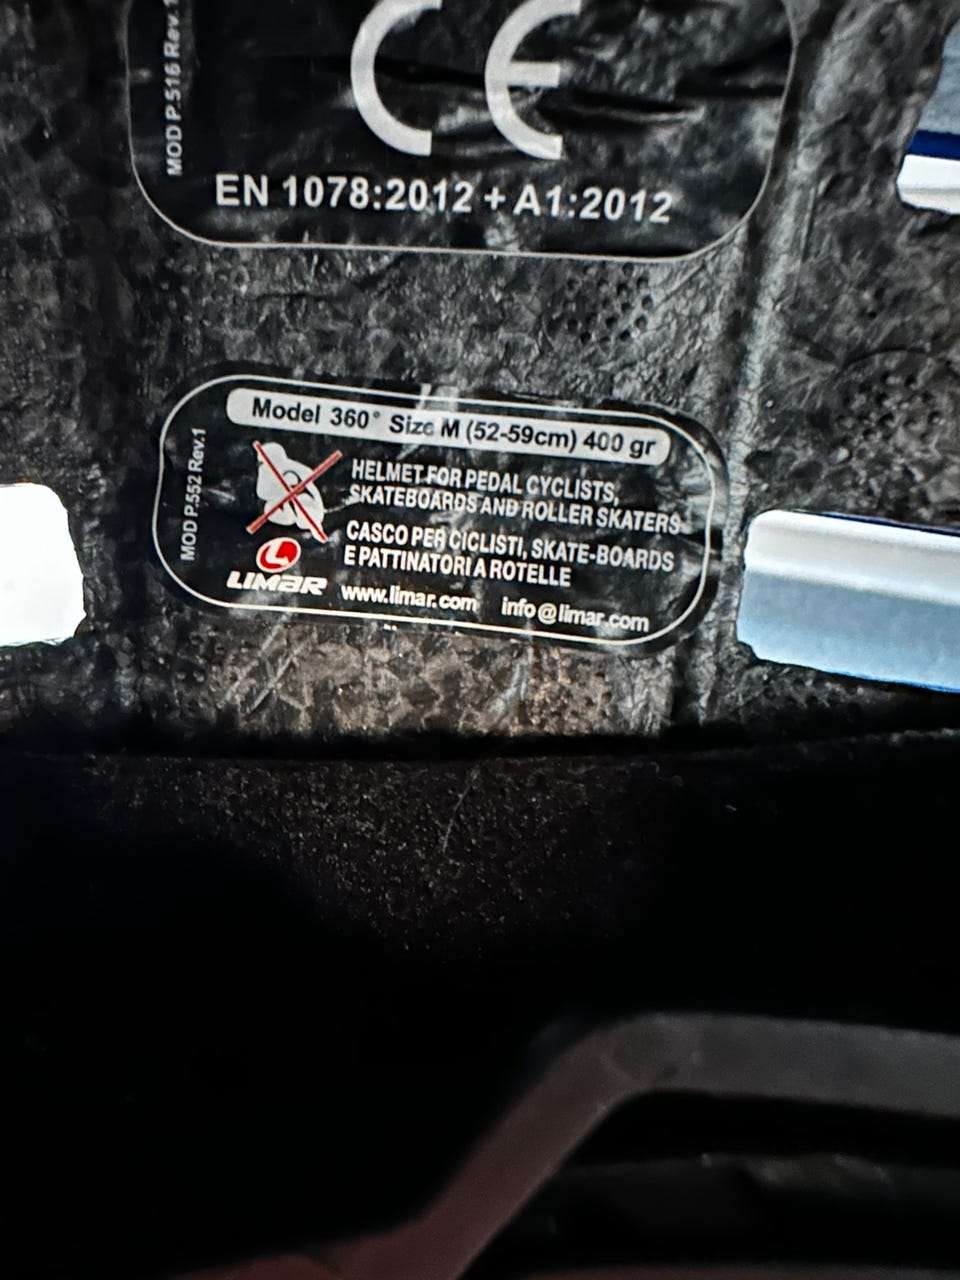 CE
MOD P.516 Rev.1
EN 1078:2012 + A1:2012
Model 360° Size M (52-59cm) 400 gr
MOD P.552 Rev.1
HELMET FOR PEDAL CYCLISTS,
SKATEBOARDS AND ROLLER SKATERS
CASCO PER CICLISTI, SKATE-BOARDS
E PATTINATORI A ROTELLE
LIMAR www.limar.com info@limar.com